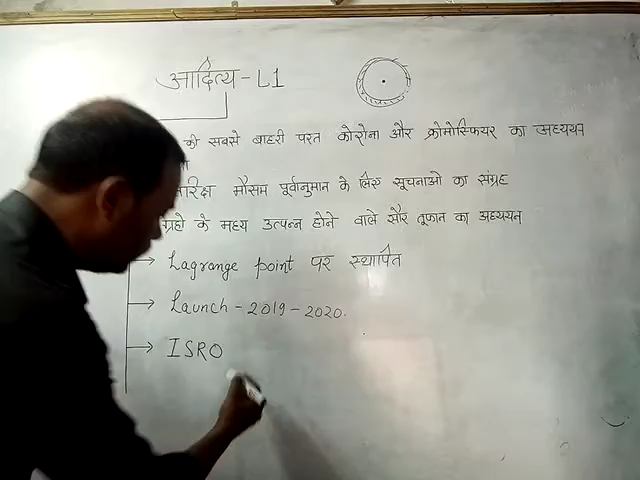 आदित्य-L1
की सबसे बाहरी परत कोरोना और क्रोमोस्फियर का अध्ययन
मौसम पूर्वानुमान के लिए सूचनाओ का संग्रह
ग्रहो के मध्य उत्पन्न होने वाले सौर तूफान का अध्ययन
→ Lagrange point पर स्थापित
→ Launch - 2019 - 2020.
→ ISRO